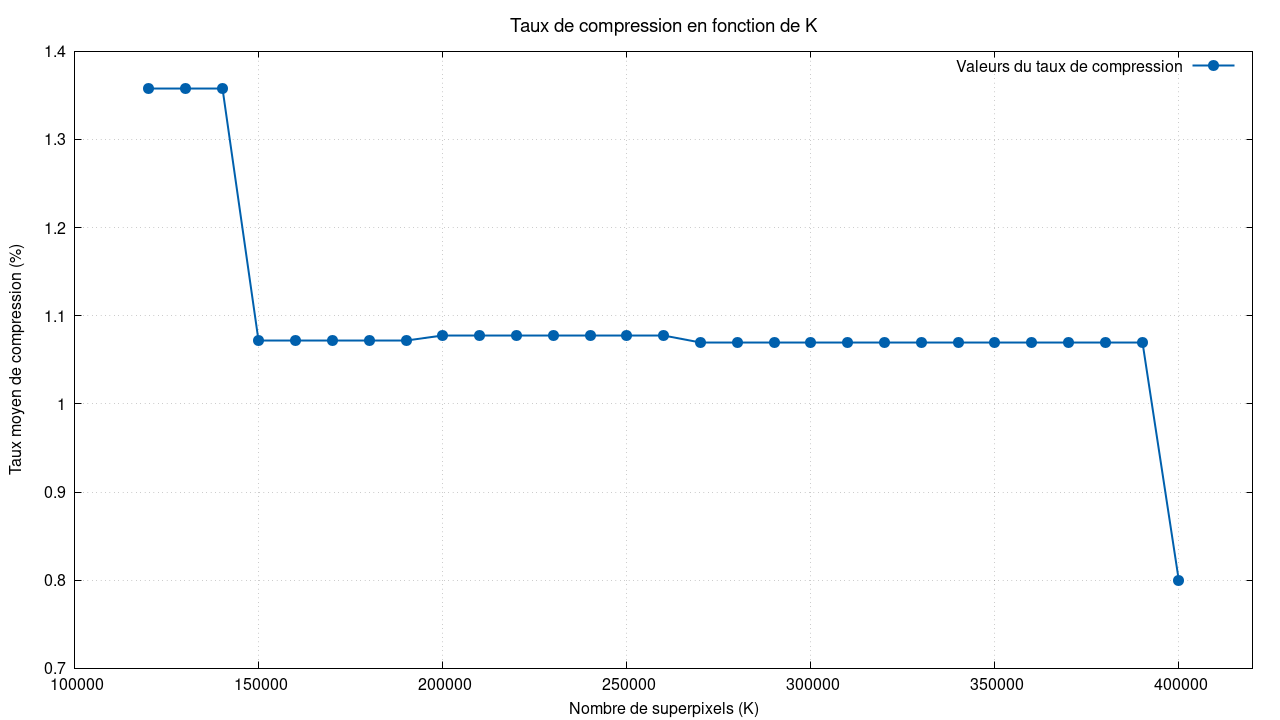 Taux de compression en fonction de K
Valeurs du taux de compression
Taux moyen de compression (%)
1.4
1.3
1.2
1.1
1
0.9
0.8
0.7
100000 150000 200000 250000 300000 350000 400000
Nombre de superpixels (K)